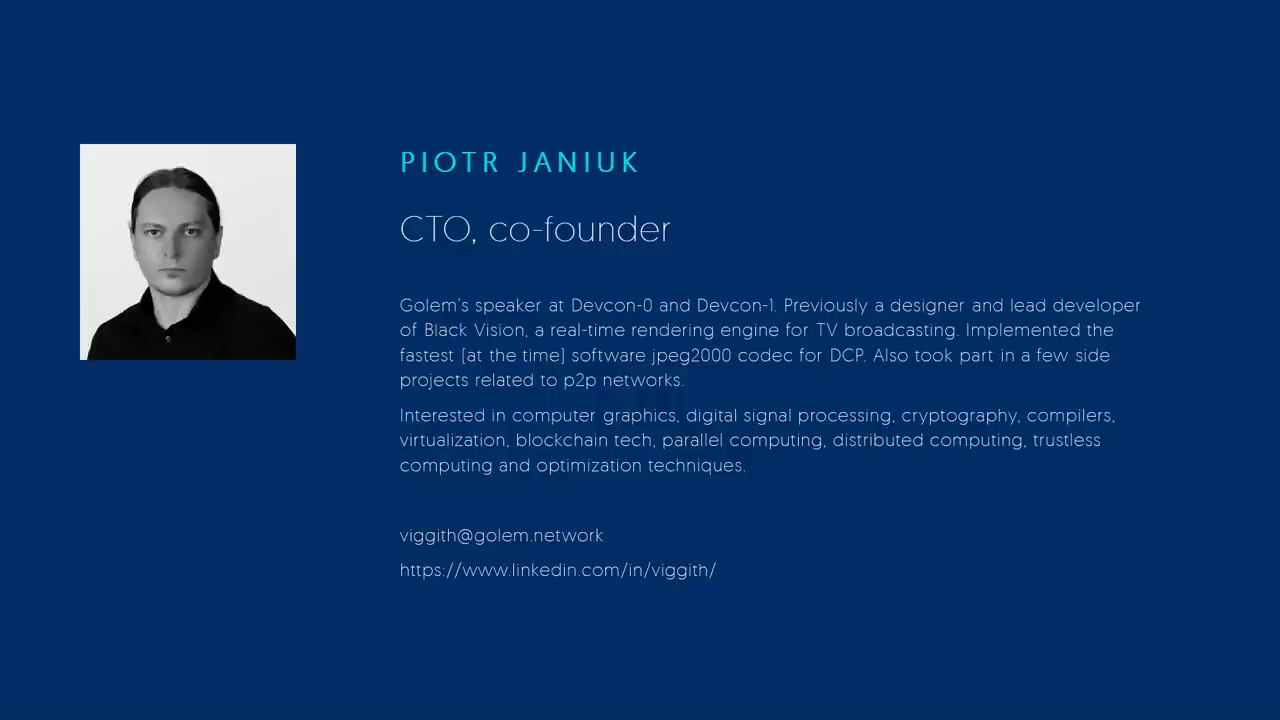 PIOTR JANIUK
CTO, co-founder
Golem's speaker at Devcon-0 and Devcon-1. Previously a designer and lead developer
of Black Vision, a real-time rendering engine for TV broadcasting. Implemented the
fastest [at the time] software jpeg2000 codec for DCP. Also took part in a few side
projects related to p2p networks.
Interested in computer graphics, digital signal processing, cryptography, compilers,
virtualization, blockchain tech, parallel computing, distributed computing, trustless
computing and optimization techniques.
viggith@golem.network
https://www.linkedin.com/in/viggith/